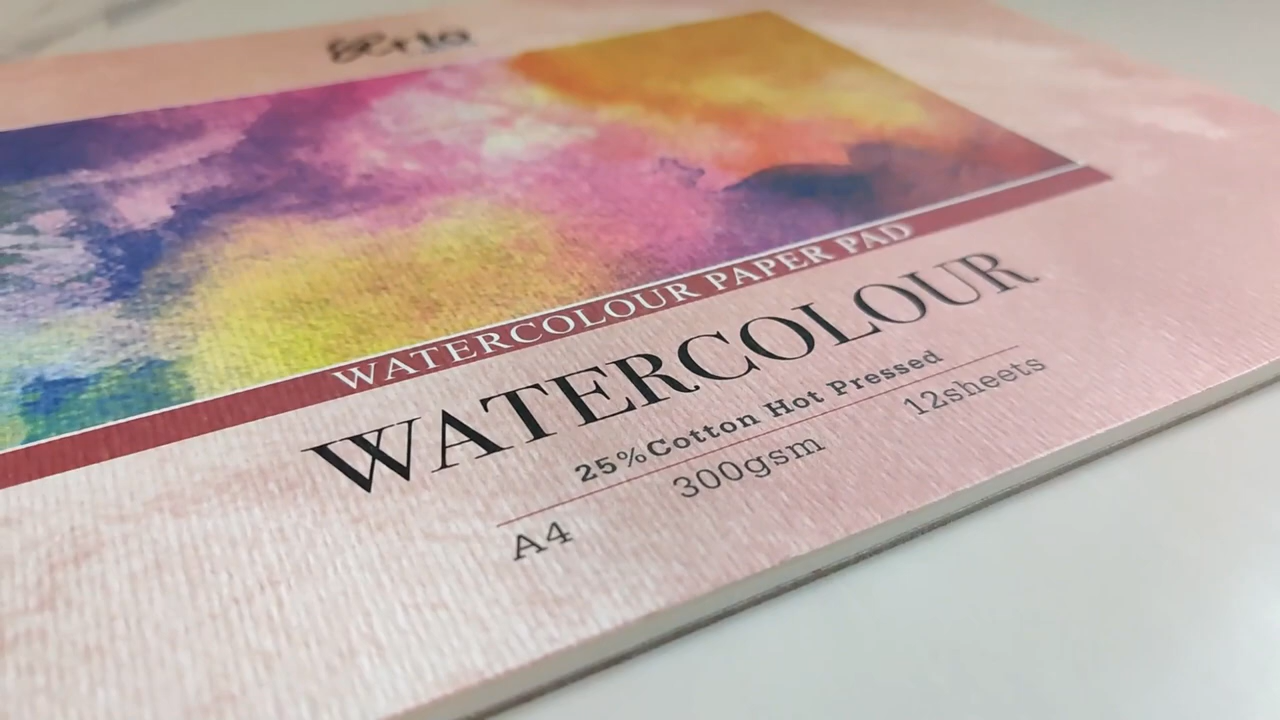 WATERCOLOUR PAPER PAD
WATERCOLOUR
25%Cotton Hot Pressed
A4 300gsm 12sheets